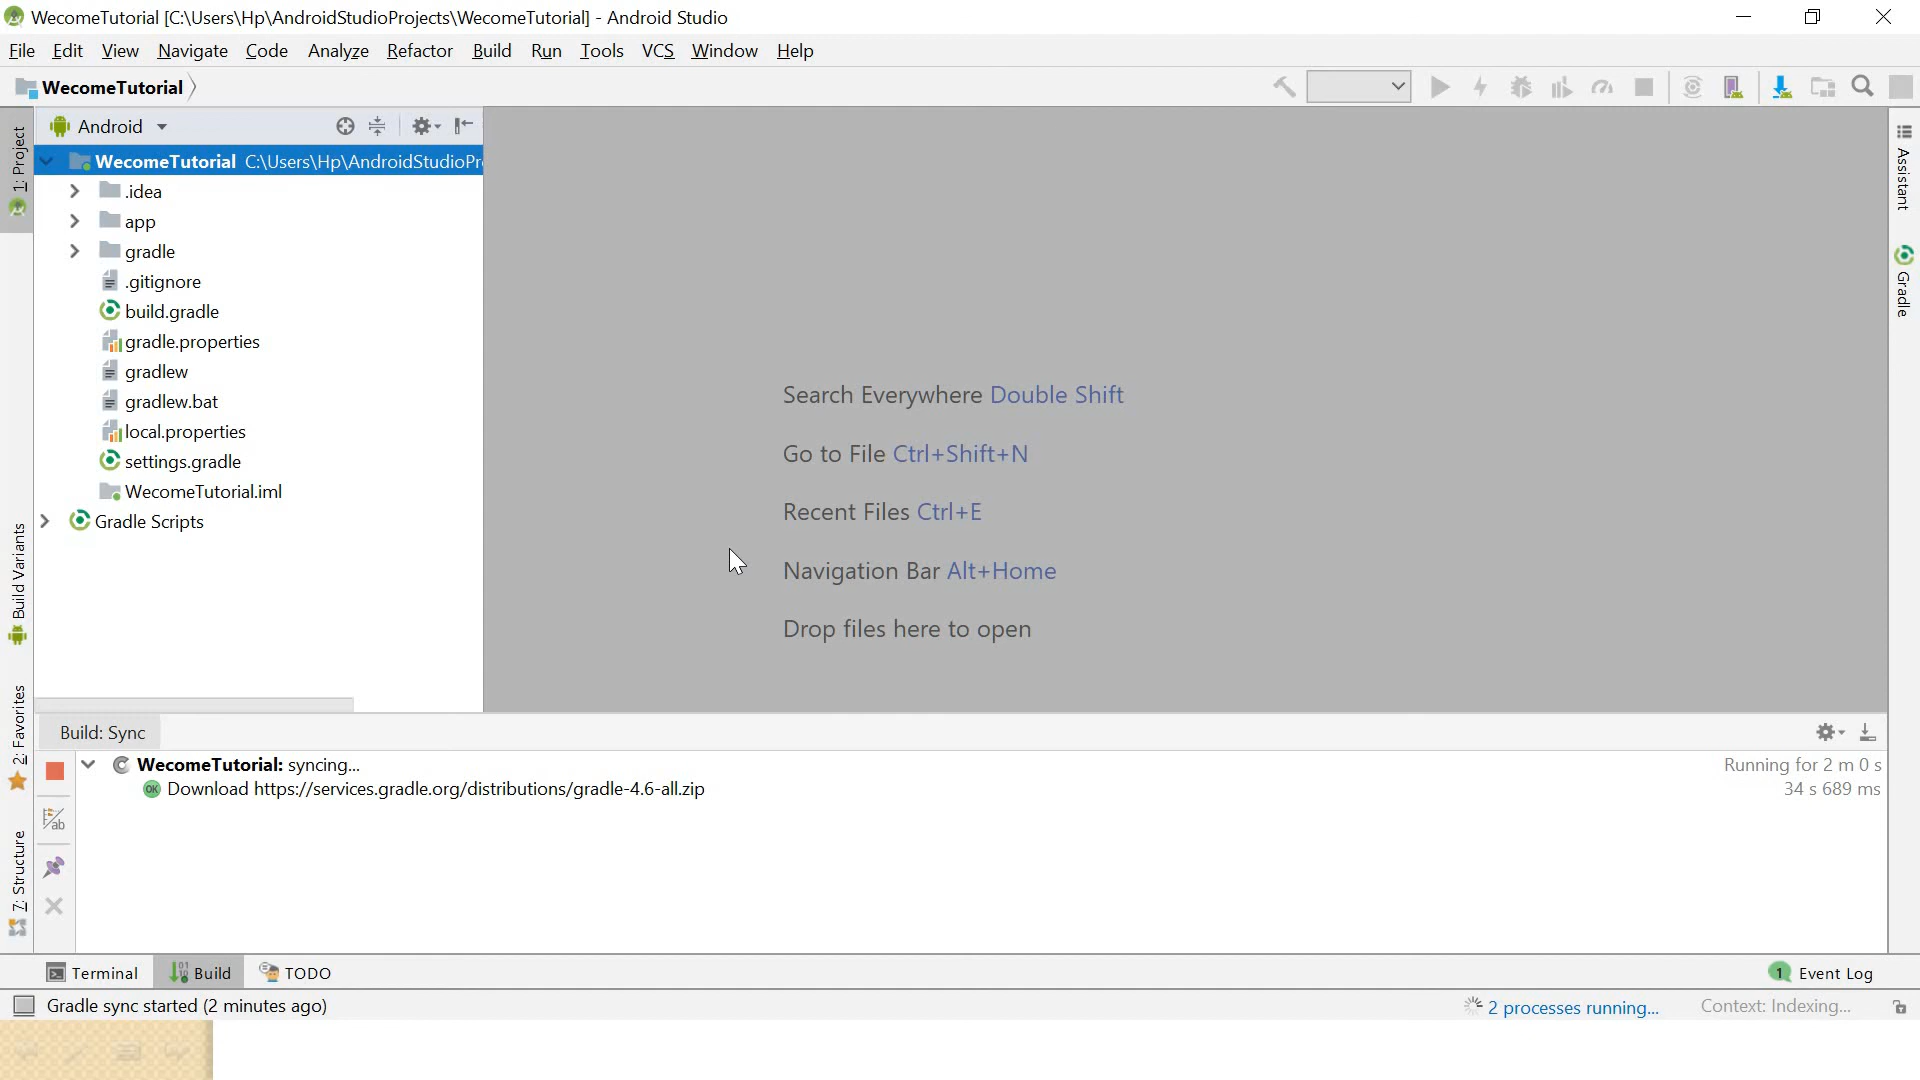 WecomeTutorial [C:\Users\Hp\AndroidStudioProjects\WecomeTutorial] - Android Studio
File Edit View Navigate Code Analyze Refactor Build Run Tools VCS Window Help
WecomeTutorial
1: Project
Android
WecomeTutorial C:\Users\Hp\AndroidStudioPr
.idea
app
gradle
.gitignore
build.gradle
gradle.properties
gradlew
gradlew.bat
local.properties
settings.gradle
WecomeTutorial.iml
Gradle Scripts
Build Variants
2: Favorites
7: Structure
Search Everywhere Double Shift
Go to File Ctrl+Shift+N
Recent Files Ctrl+E
Navigation Bar Alt+Home
Drop files here to open
Assistant
Gradle
Build: Sync
WecomeTutorial: syncing... Running for 2 m 0 s
OK Download https://services.gradle.org/distributions/gradle-4.6-all.zip 34 s 689 ms
Terminal Build TODO 1 Event Log
Gradle sync started (2 minutes ago) 2 processes running... Context: Indexing...